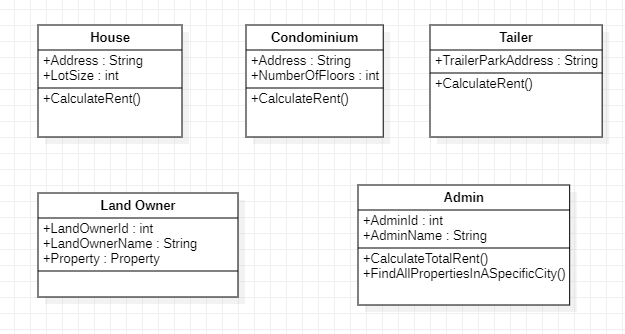 House
+Address : String
+LotSize : int
+CalculateRent()
Condominium
+Address : String
+NumberOfFloors : int
+CalculateRent()
Tailer
+TrailerParkAddress : String
+CalculateRent()
Land Owner
+LandOwnerId : int
+LandOwnerName : String
+Property : Property
Admin
+AdminId : int
+AdminName : String
+CalculateTotalRent()
+FindAllPropertiesInASpecificCity()